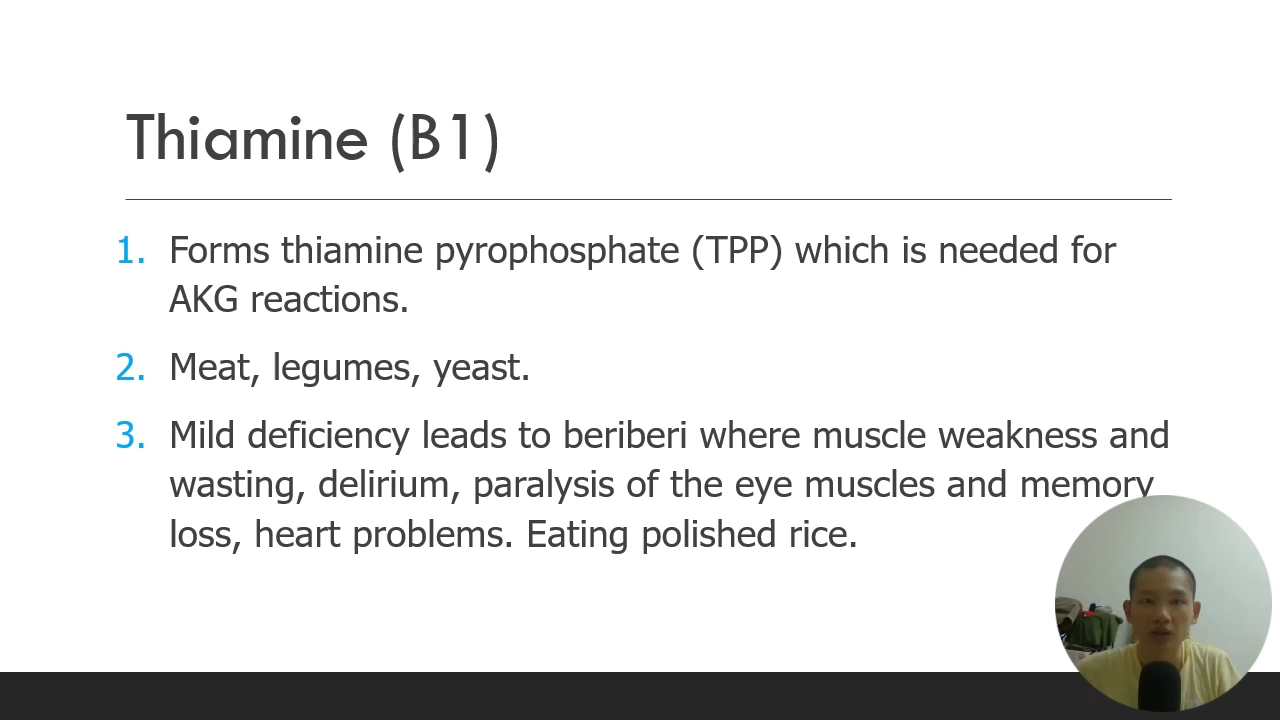 Thiamine (B1)
1. Forms thiamine pyrophosphate (TPP) which is needed for
AKG reactions.
2. Meat, legumes, yeast.
3. Mild deficiency leads to beriberi where muscle weakness and
wasting, delirium, paralysis of the eye muscles and memory
loss, heart problems. Eating polished rice.